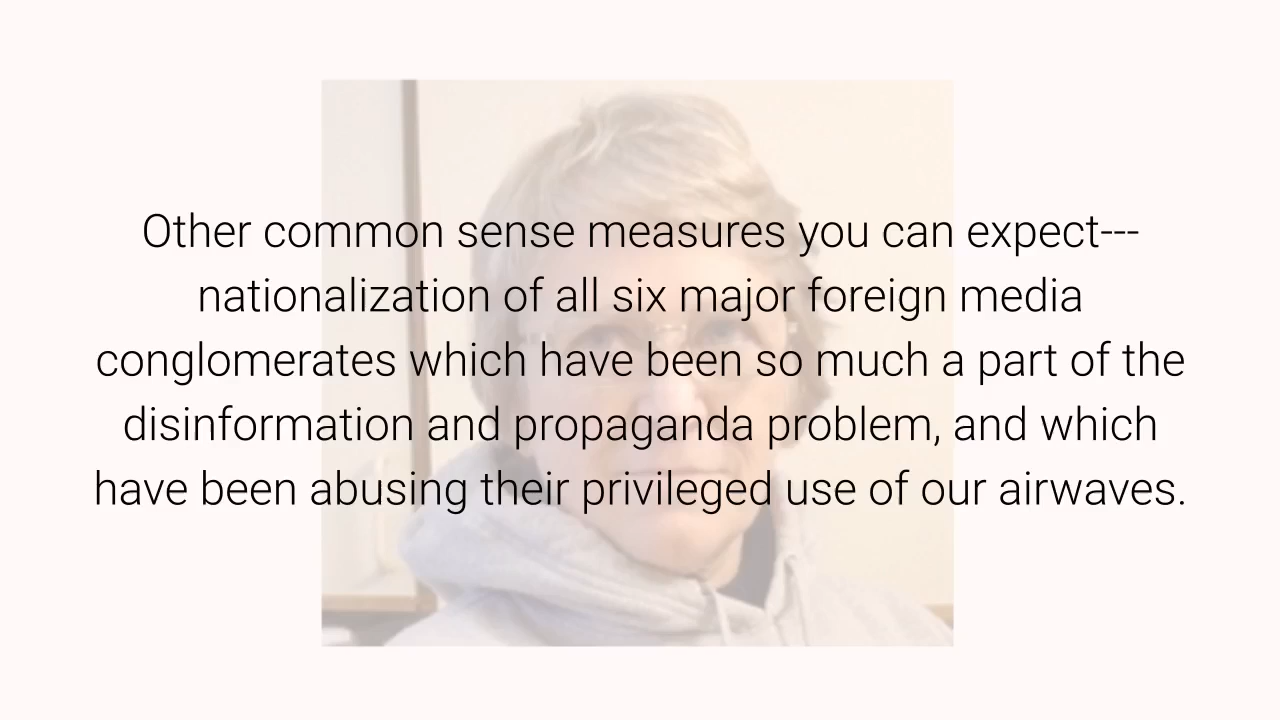 Other common sense measures you can expect---
nationalization of all six major foreign media
conglomerates which have been so much a part of the
disinformation and propaganda problem, and which
have been abusing their privileged use of our airwaves.